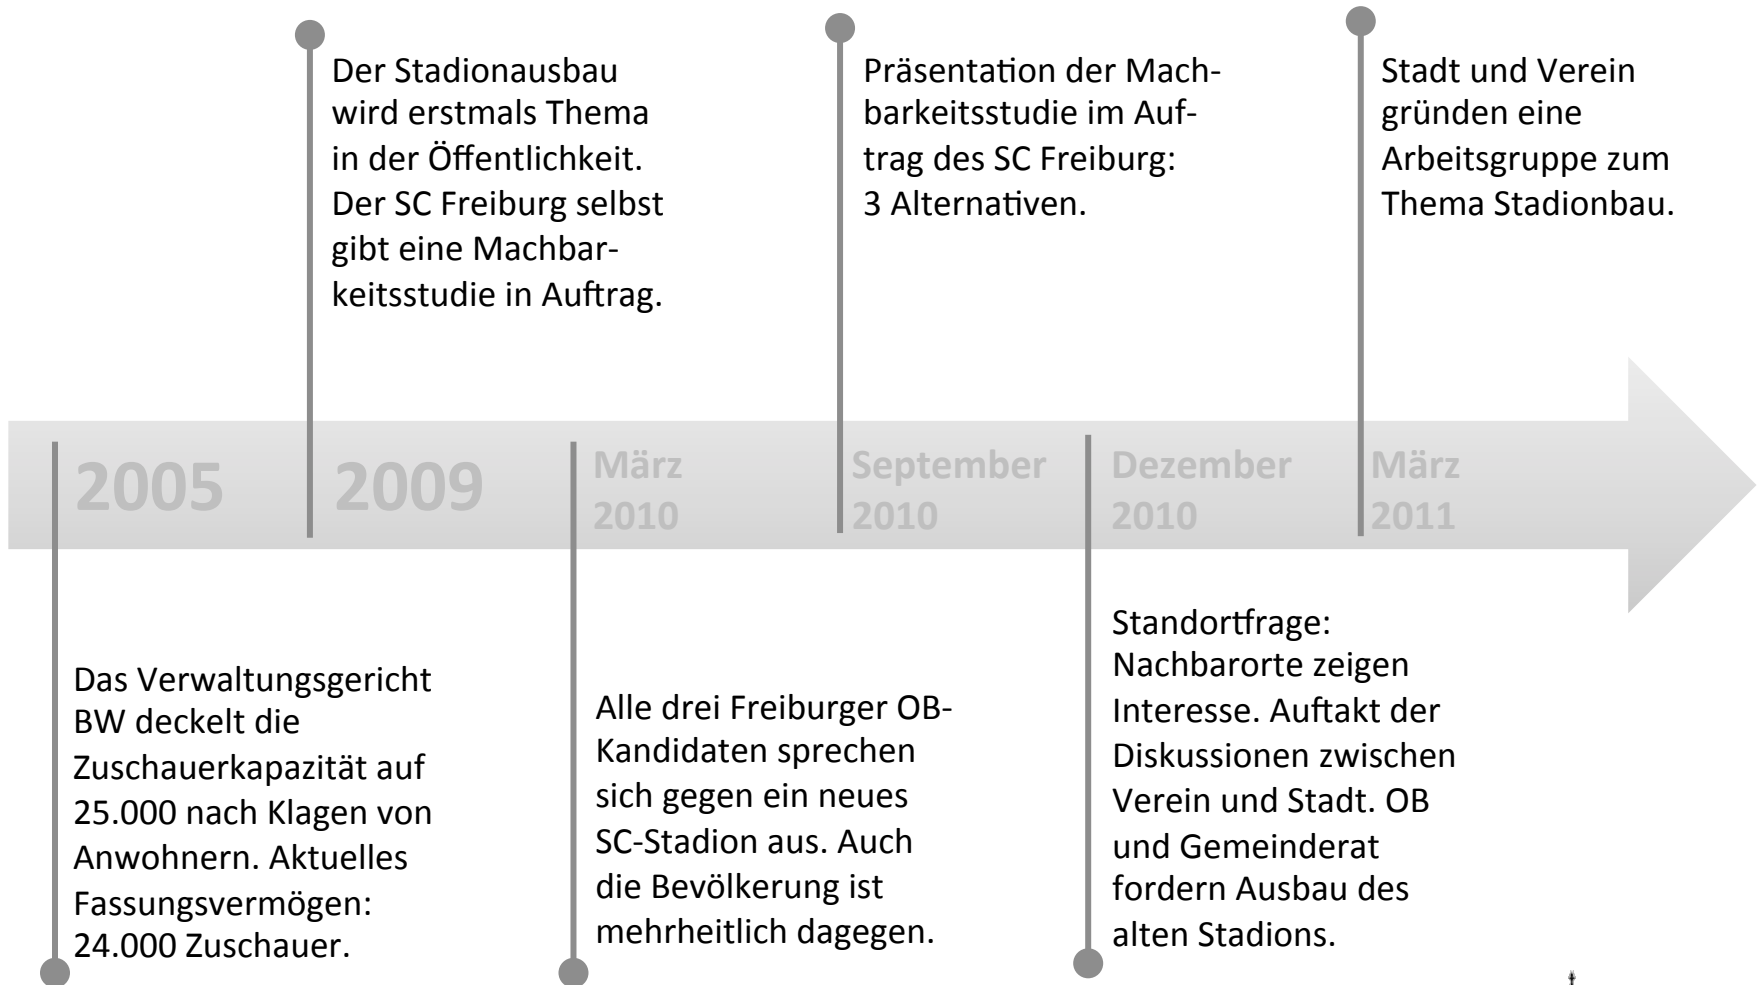 Der Stadionausbau
wird erstmals Thema
in der Öffentlichkeit.
Der SC Freiburg selbst
gibt eine Machbar-
keitsstudie in Auftrag.
Präsentation der Mach-
barkeitsstudie im Auf-
trag des SC Freiburg:
3 Alternativen.
Stadt und Verein
gründen eine
Arbeitsgruppe zum
Thema Stadionbau.
2005
2009
März
2010
September
2010
Dezember
2010
März
2011
Das Verwaltungsgericht
BW deckelt die
Zuschauerkapazität auf
25.000 nach Klagen von
Anwohnern. Aktuelles
Fassungsvermögen:
24.000 Zuschauer.
Alle drei Freiburger OB-
Kandidaten sprechen
sich gegen ein neues
SC-Stadion aus. Auch
die Bevölkerung ist
mehrheitlich dagegen.
Standortfrage:
Nachbarorte zeigen
Interesse. Auftakt der
Diskussionen zwischen
Verein und Stadt. OB
und Gemeinderat
fordern Ausbau des
alten Stadions.